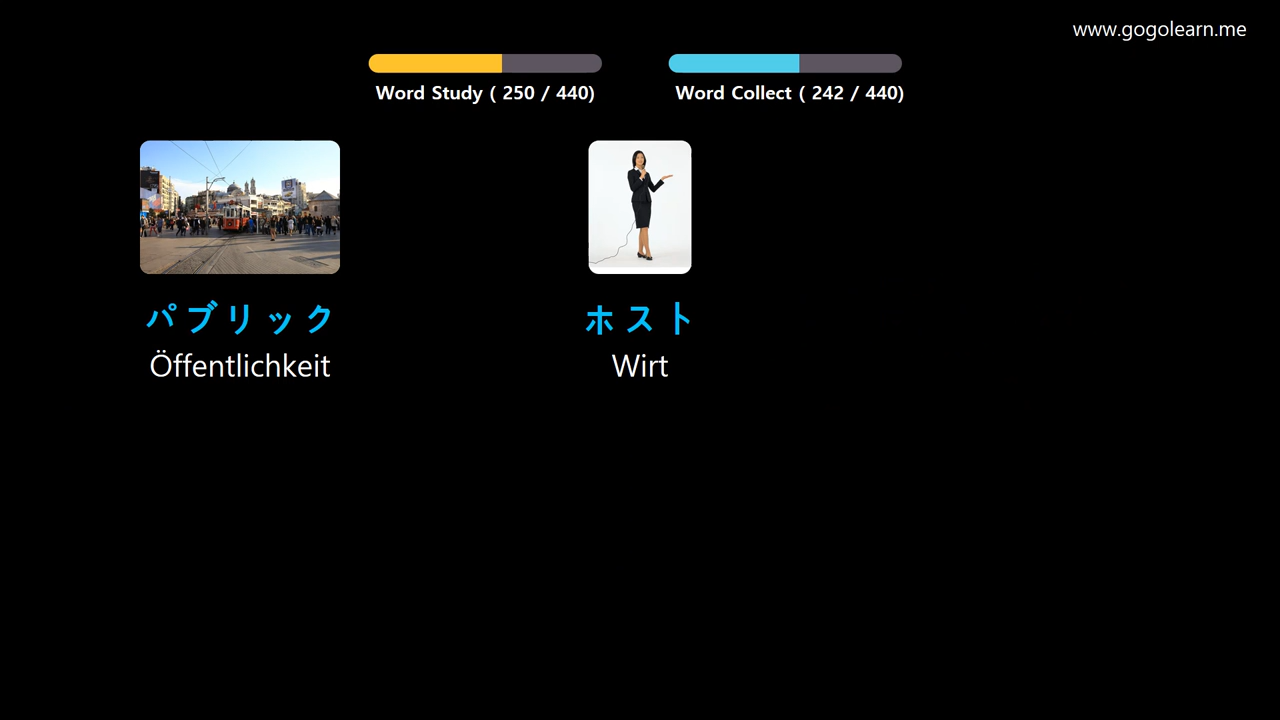 www.gogolearn.me
Word Study ( 250 / 440)
Word Collect ( 242 / 440)
パブリック
ホスト
Öffentlichkeit
Wirt